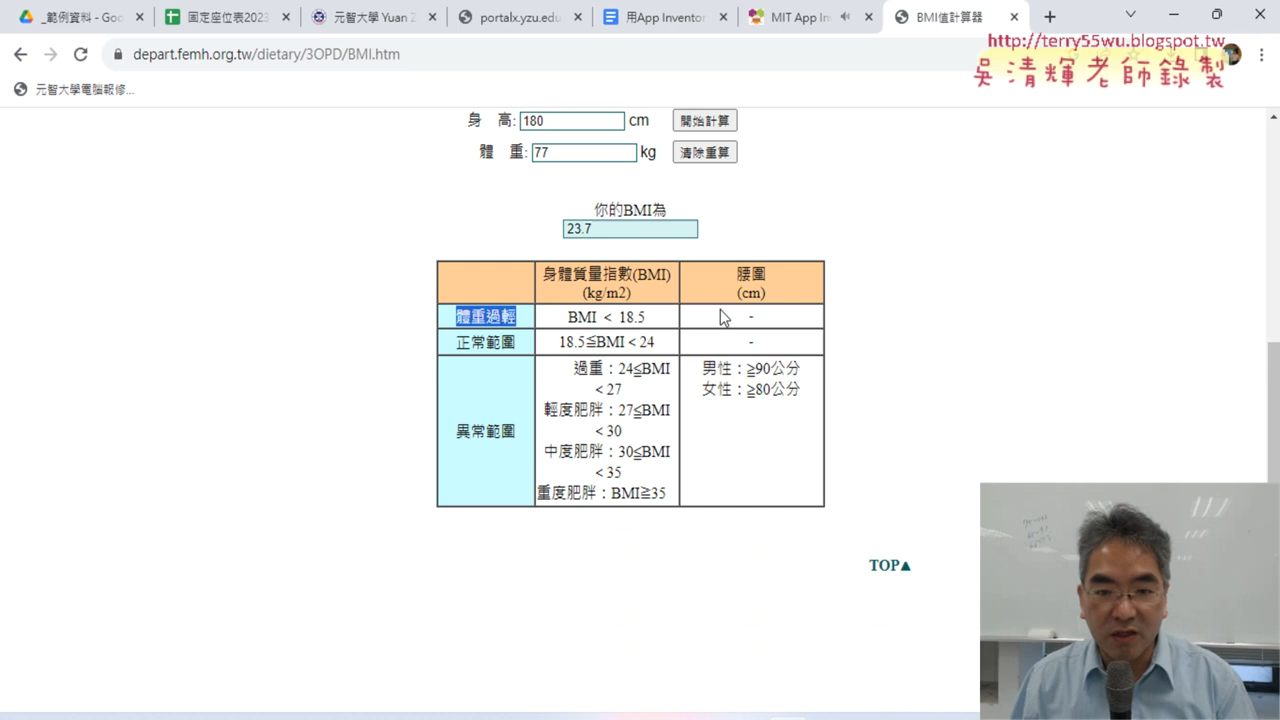 _範例資料 - Goo
固定座位表2023
元智大學 Yuan Z
portalx.yzu.edu
用App Inventor
MIT App In
BMI值計算器
depart.femh.org.tw/dietary/3OPD/BMI.htm
http://terry55wu.blogspot.tw
吳清輝老師錄製
元智大學電腦報修...
身 高: 180 cm 開始計算
體 重: 77 kg 清除重算
你的BMI為
23.7
身體質量指數(BMI)
(kg/m2)
腰圍
(cm)
體重過輕 BMI < 18.5 -
正常範圍 18.5≦BMI<24 -
異常範圍
過重：24≦BMI
<27
輕度肥胖：27≦BMI
<30
中度肥胖：30≦BMI
<35
重度肥胖：BMI≧35
男性：≧90公分
女性：≧80公分
TOP▲